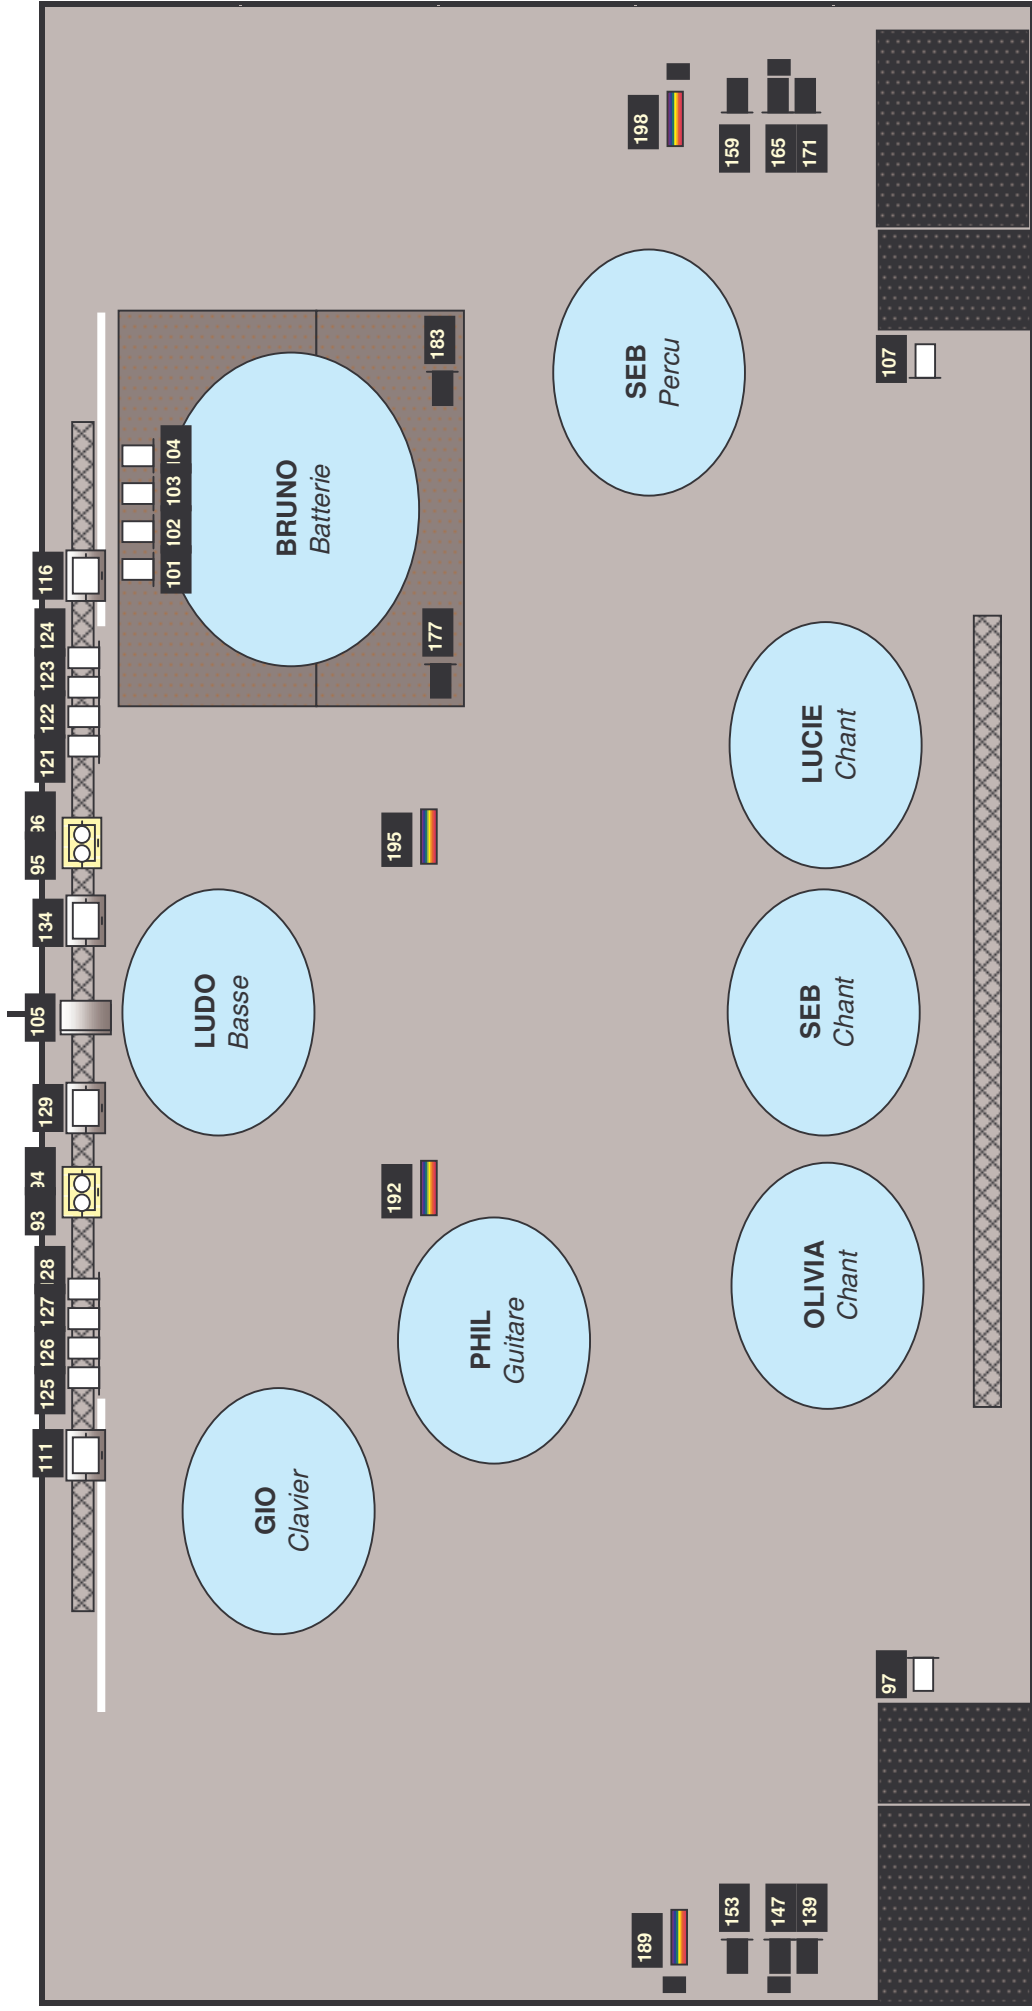 111
125
126
127
128
93
94
129
105
134
95
96
121
122
123
124
116
101
102
103
104
GIO
Clavier
LUDO
Basse
BRUNO
Batterie
177
183
192
195
PHIL
Guitare
189
198
SEB
Percu
153
147
139
159
165
171
OLIVIA
Chant
SEB
Chant
LUCIE
Chant
97
107